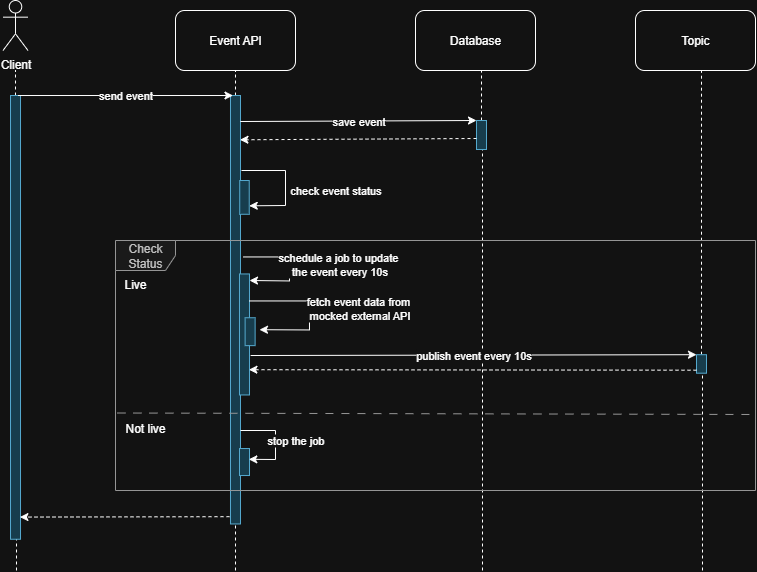 Client
Event API
Database
Topic
send event
save event
check event status
Check
Status
Live
schedule a job to update
the event every 10s
fetch event data from
mocked external API
publish event every 10s
Not live
stop the job